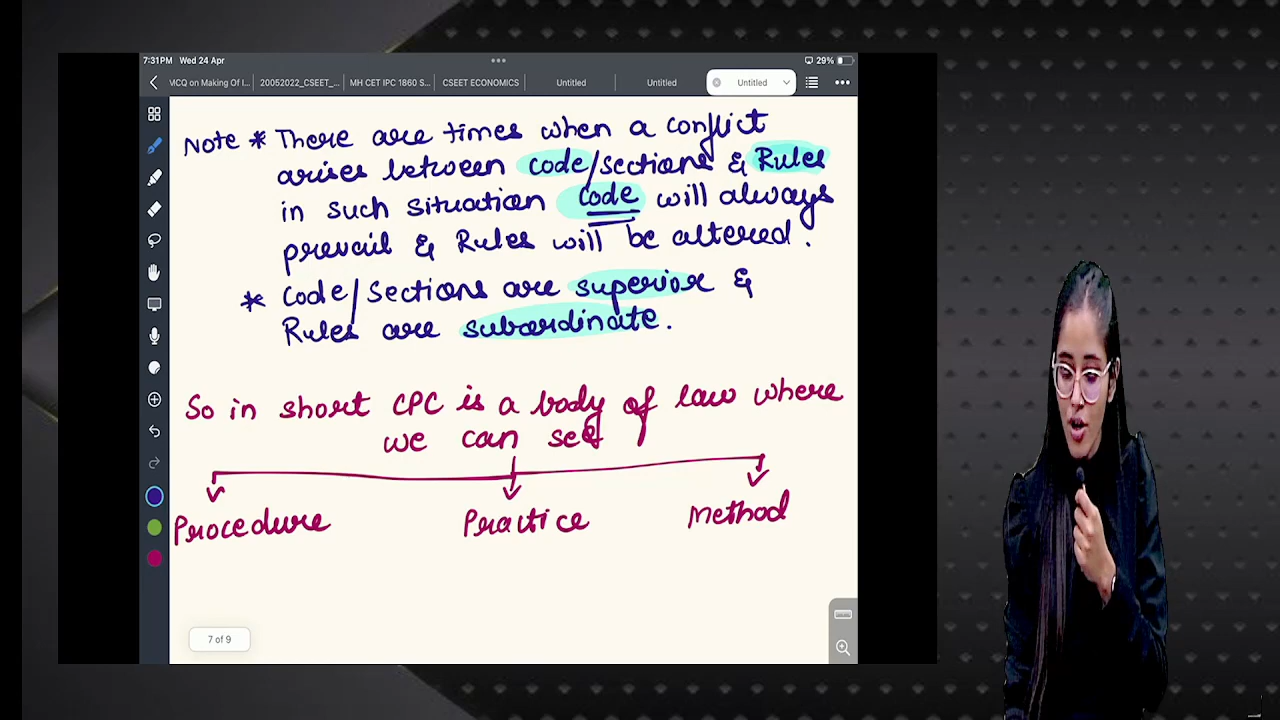 7:31PM Wed 24 Apr
29%
MCQ on Making Of I... 20052022_CSEET_... MH CET IPC 1860 S... CSEET ECONOMICS Untitled Untitled Untitled
Note * There are times when a conflict
arises between code/sections & Rules
in such situation code will always
prevail & Rules will be altered.
* Code/Sections are superior &
Rules are subardinate.
So in short CPC is a body of law where
we can see
Procedure Practice Method
7 of 9